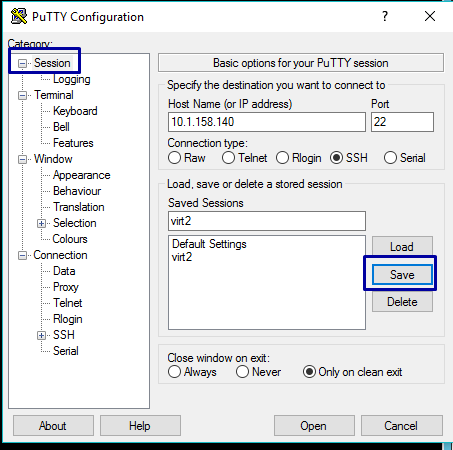 PuTTY Configuration
Category:
Session
Logging
Terminal
Keyboard
Bell
Features
Window
Appearance
Behaviour
Translation
Selection
Colours
Connection
Data
Proxy
Telnet
Rlogin
SSH
Serial
Basic options for your PuTTY session
Specify the destination you want to connect to
Host Name (or IP address) Port
10.1.158.140 22
Connection type:
Raw Telnet Rlogin SSH Serial
Load, save or delete a stored session
Saved Sessions
virt2
Default Settings
virt2
Load
Save
Delete
Close window on exit:
Always Never Only on clean exit
About Help Open Cancel